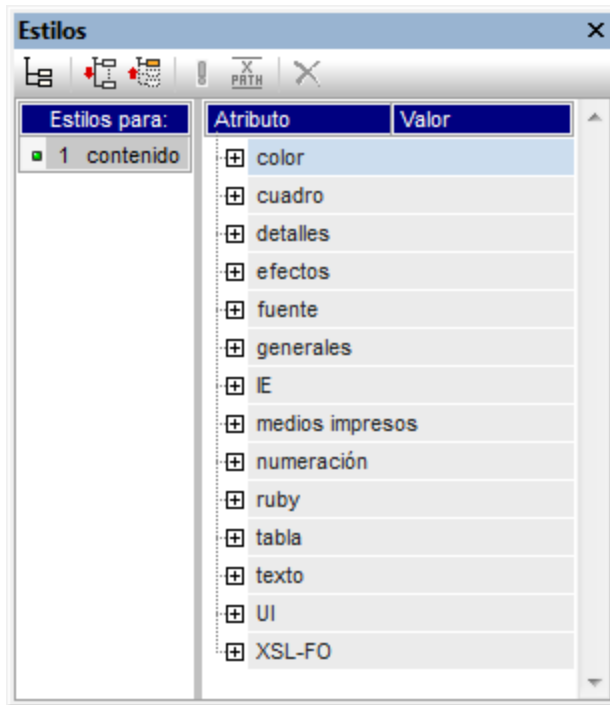 Estilos
X
PATH
Estilos para:
Atributo Valor
1 contenido
color
cuadro
detalles
efectos
fuente
generales
IE
medios impresos
numeración
ruby
tabla
texto
UI
XSL-FO